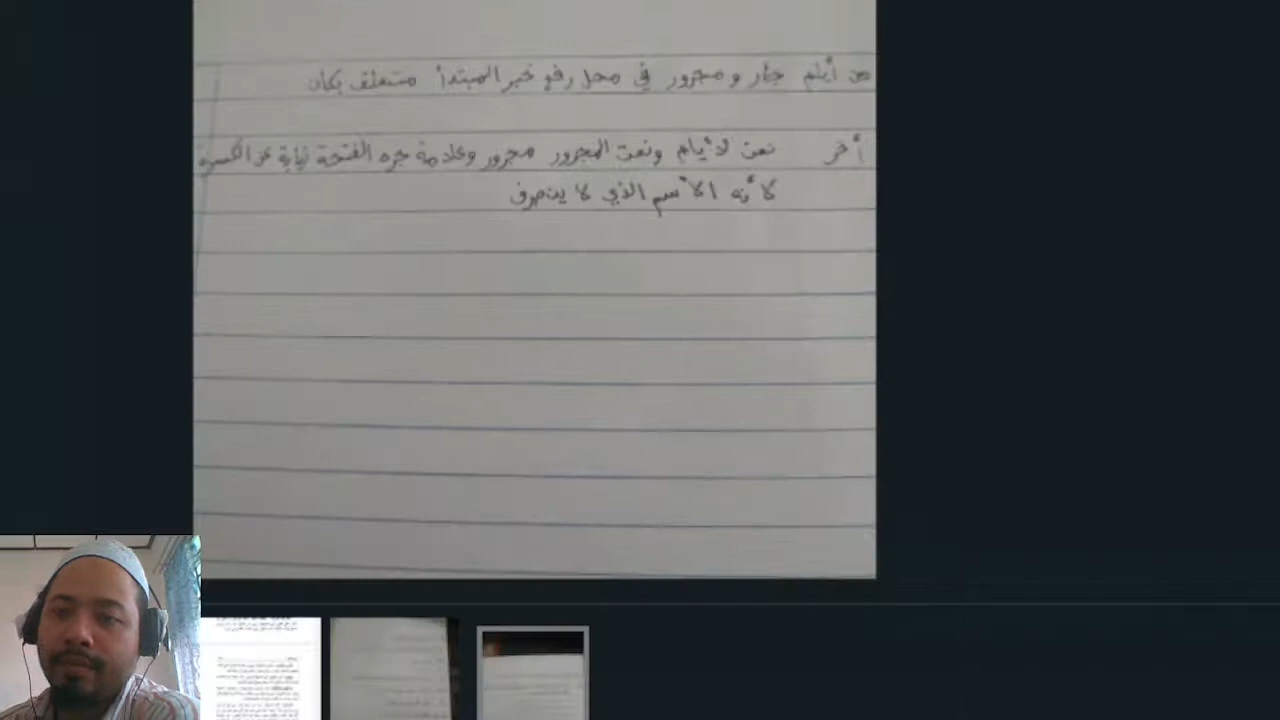 من أيام جار ومجرور في محل رفع خبر المبتدأ متعلق بكان
أخر نعت لأيام ونعت المجرور مجرور وعلامة جره الفتحة نيابة عن الكسرة
لأنه الأسم الذي لا ينصرف